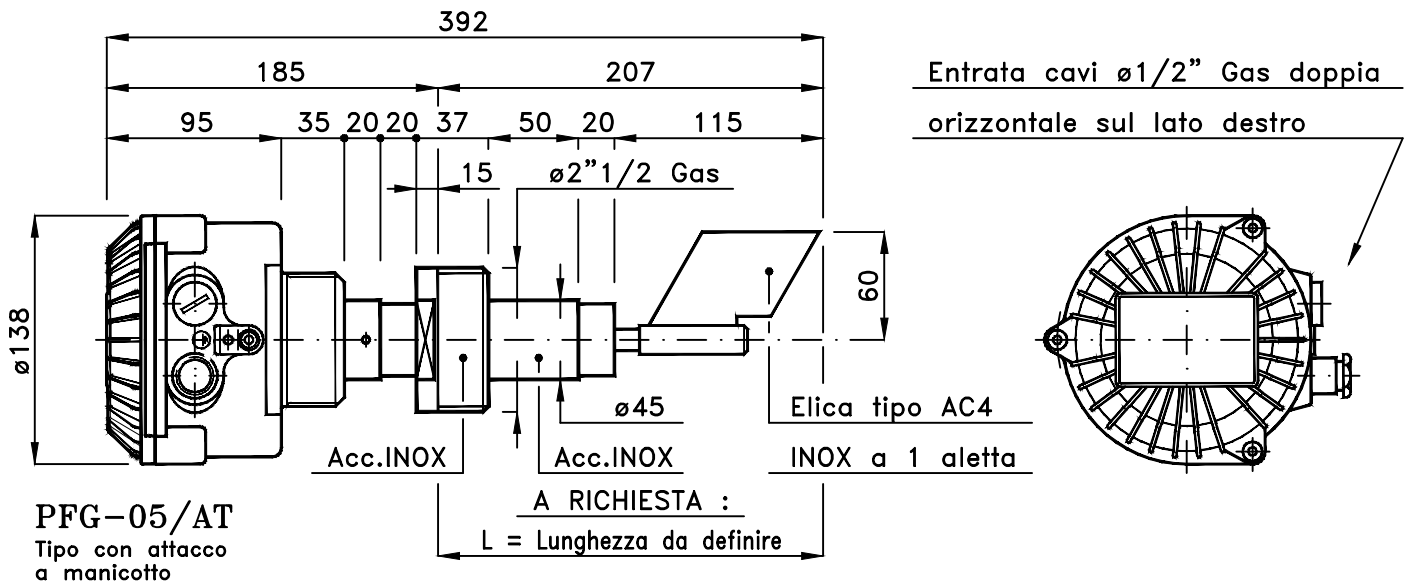 392
185 207
95 35 20 20 37 50 20 115
15 ø2"1/2 Gas
Entrata cavi ø1/2" Gas doppia
orizzontale sul lato destro
ø138
60
ø45
Elica tipo AC4
INOX a 1 aletta
Acc.INOX Acc.INOX
A RICHIESTA :
L = Lunghezza da definire
PFG-05/AT
Tipo con attacco
a manicotto